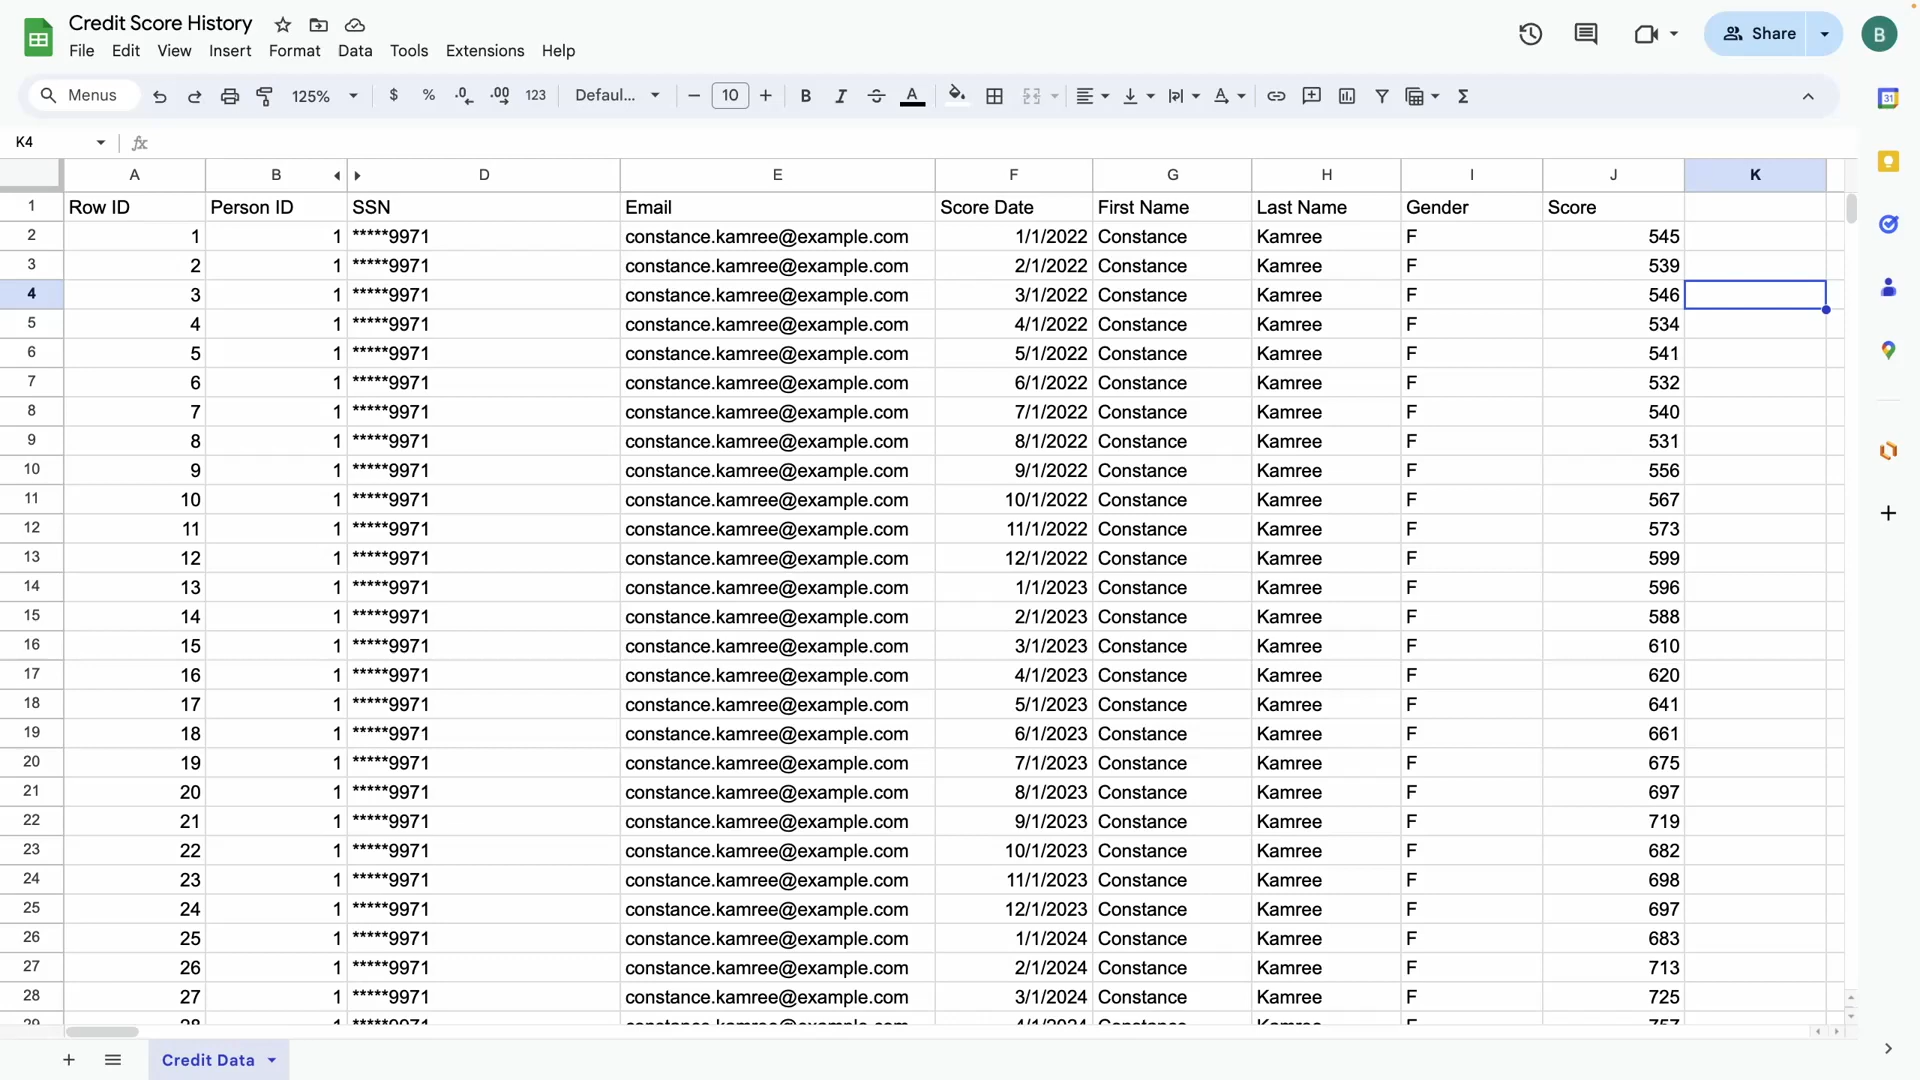 Credit Score History
File Edit View Insert Format Data Tools Extensions Help
Share
B
Menus 125% $ % .0 .00 123 Defaul... 10 B I A
31
K4 fx
A B D E F G H I J K
1 Row ID Person ID SSN Email Score Date First Name Last Name Gender Score
2 1 1 *****9971 constance.kamree@example.com 1/1/2022 Constance Kamree F 545
3 2 1 *****9971 constance.kamree@example.com 2/1/2022 Constance Kamree F 539
4 3 1 *****9971 constance.kamree@example.com 3/1/2022 Constance Kamree F 546
5 4 1 *****9971 constance.kamree@example.com 4/1/2022 Constance Kamree F 534
6 5 1 *****9971 constance.kamree@example.com 5/1/2022 Constance Kamree F 541
7 6 1 *****9971 constance.kamree@example.com 6/1/2022 Constance Kamree F 532
8 7 1 *****9971 constance.kamree@example.com 7/1/2022 Constance Kamree F 540
9 8 1 *****9971 constance.kamree@example.com 8/1/2022 Constance Kamree F 531
10 9 1 *****9971 constance.kamree@example.com 9/1/2022 Constance Kamree F 556
11 10 1 *****9971 constance.kamree@example.com 10/1/2022 Constance Kamree F 567
12 11 1 *****9971 constance.kamree@example.com 11/1/2022 Constance Kamree F 573
13 12 1 *****9971 constance.kamree@example.com 12/1/2022 Constance Kamree F 599
14 13 1 *****9971 constance.kamree@example.com 1/1/2023 Constance Kamree F 596
15 14 1 *****9971 constance.kamree@example.com 2/1/2023 Constance Kamree F 588
16 15 1 *****9971 constance.kamree@example.com 3/1/2023 Constance Kamree F 610
17 16 1 *****9971 constance.kamree@example.com 4/1/2023 Constance Kamree F 620
18 17 1 *****9971 constance.kamree@example.com 5/1/2023 Constance Kamree F 641
19 18 1 *****9971 constance.kamree@example.com 6/1/2023 Constance Kamree F 661
20 19 1 *****9971 constance.kamree@example.com 7/1/2023 Constance Kamree F 675
21 20 1 *****9971 constance.kamree@example.com 8/1/2023 Constance Kamree F 697
22 21 1 *****9971 constance.kamree@example.com 9/1/2023 Constance Kamree F 719
23 22 1 *****9971 constance.kamree@example.com 10/1/2023 Constance Kamree F 682
24 23 1 *****9971 constance.kamree@example.com 11/1/2023 Constance Kamree F 698
25 24 1 *****9971 constance.kamree@example.com 12/1/2023 Constance Kamree F 697
26 25 1 *****9971 constance.kamree@example.com 1/1/2024 Constance Kamree F 683
27 26 1 *****9971 constance.kamree@example.com 2/1/2024 Constance Kamree F 713
28 27 1 *****9971 constance.kamree@example.com 3/1/2024 Constance Kamree F 725
Credit Data